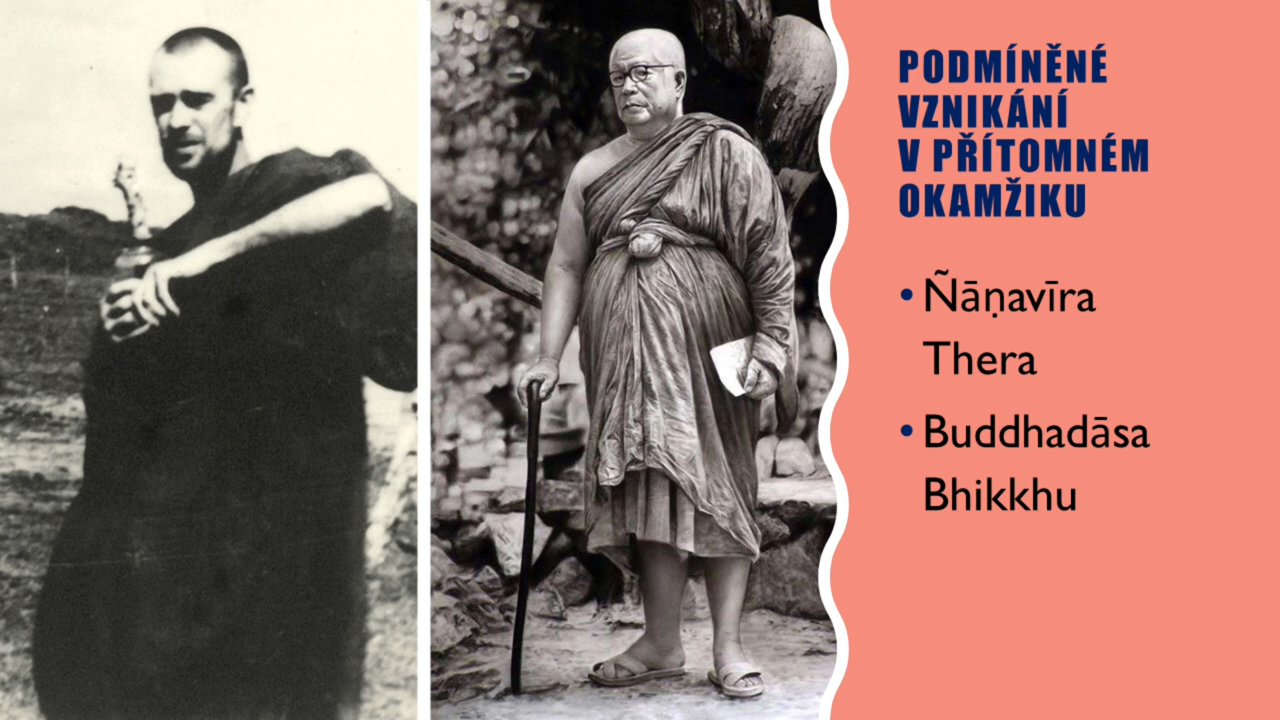 PODMÍNĚNÉ
VZNIKÁNÍ
V PŘÍTOMNÉM
OKAMŽIKU
• Ñāṇavīra
Thera
• Buddhadāsa
Bhikkhu